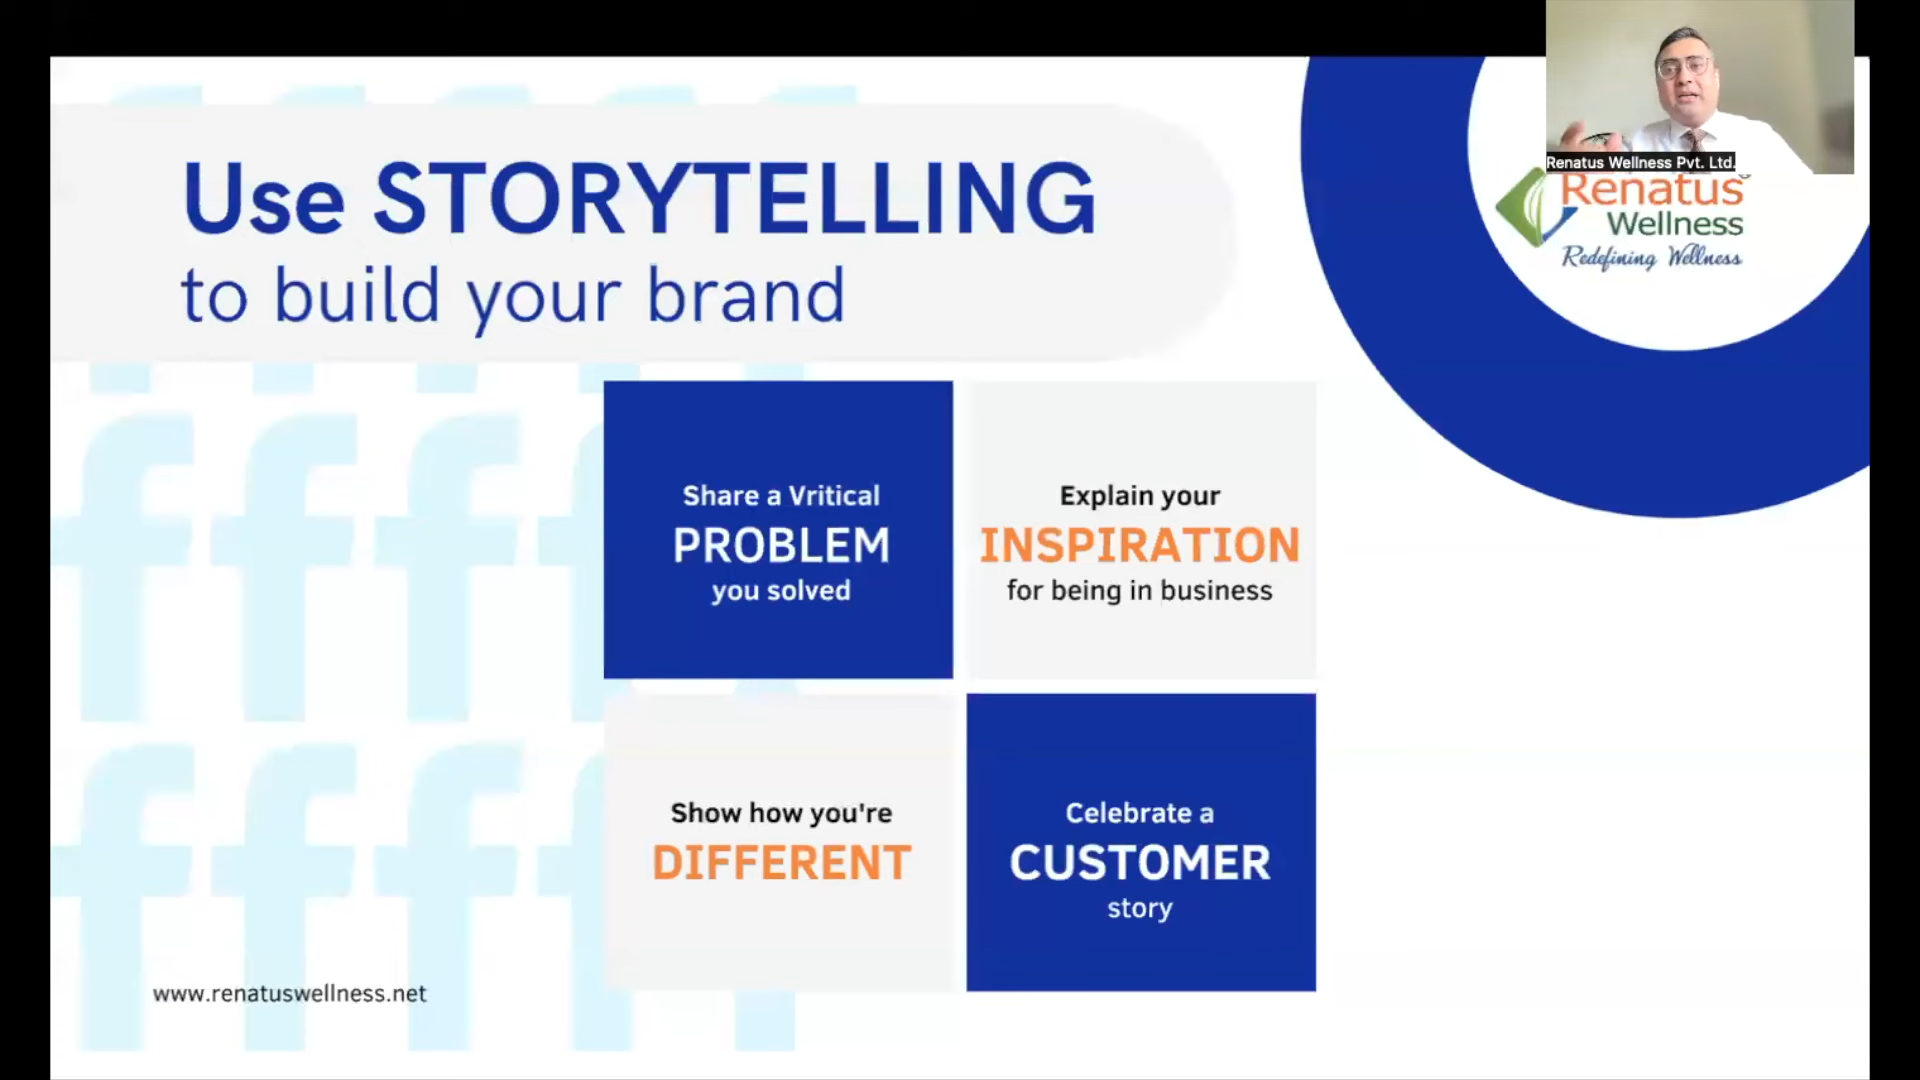 Use STORYTELLING
to build your brand
Renatus Wellness Pvt. Ltd.
Renatus
Wellness
Redefining Wellness
Share a Vritical
PROBLEM
you solved
Explain your
INSPIRATION
for being in business
Show how you're
DIFFERENT
Celebrate a
CUSTOMER
story
www.renatuswellness.net